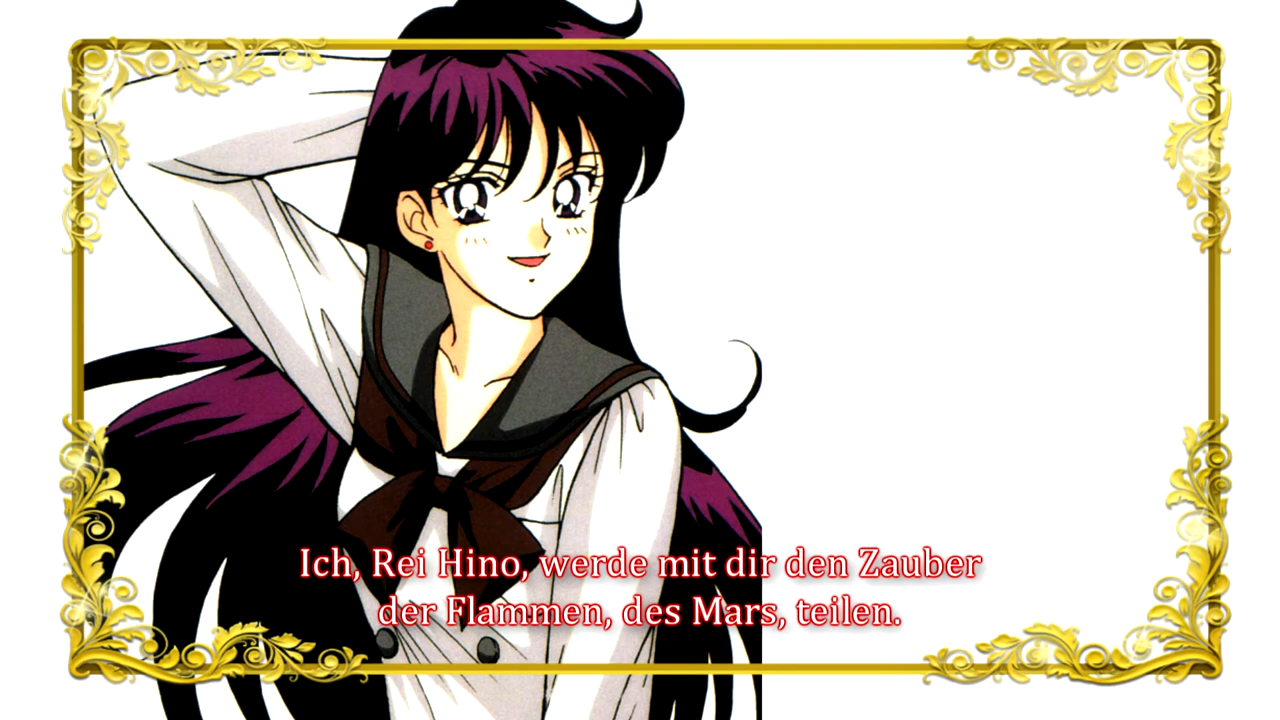 Ich, Rei Hino, werde mit dir den Zauber
der Flammen, des Mars, teilen.